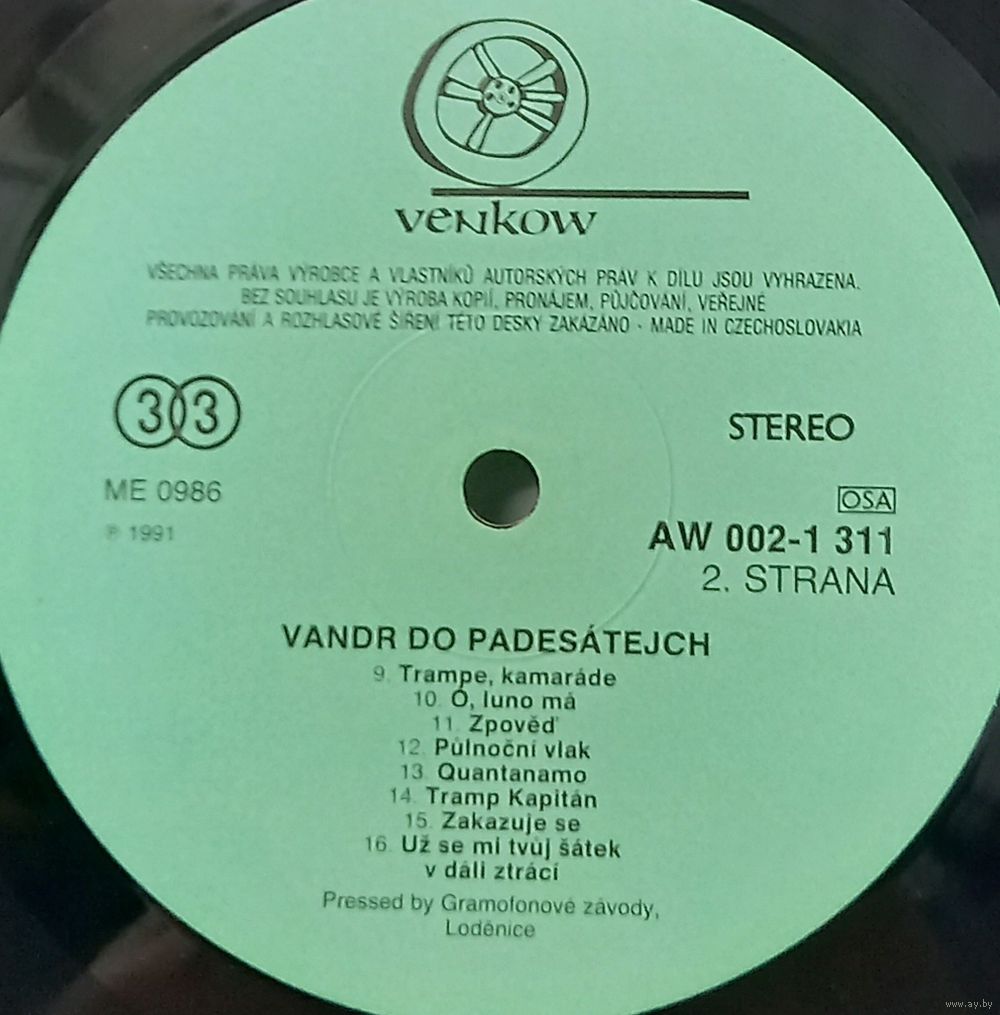 VENKOW
VŠECHNA PRÁVA VÝROBCE A VLASTNÍKŮ AUTORSKÝCH PRÁV K DÍLU JSOU VYHRAZENA.
BEZ SOUHLASU JE VÝROBA KOPIÍ, PRONÁJEM, PŮJČOVÁNÍ, VEŘEJNÉ
PROVOZOVÁNÍ A ROZHLASOVÉ ŠÍŘENÍ TÉTO DESKY ZAKÁZÁNO · MADE IN CZECHOSLOVAKIA
33
STEREO
ME 0986
℗ 1991
OSA
AW 002-1 311
2. STRANA
VANDR DO PADESÁTEJCH
9. Trampe, kamaráde
10. Ó, luno má
11. Zpověď
12. Půlnoční vlak
13. Quantanamo
14. Tramp Kapitán
15. Zakazuje se
16. Už se mi tvůj šátek
v dáli ztrácí
Pressed by Gramofonové závody,
Loděnice
www.ay.by